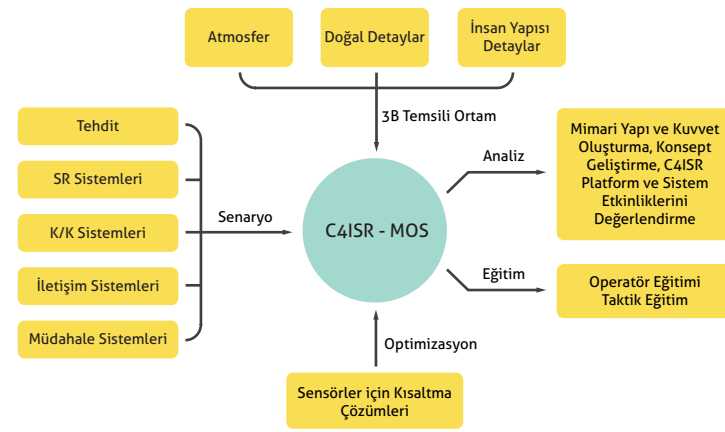 Atmosfer
Doğal Detaylar
İnsan Yapısı
Detaylar
3B Temsili Ortam
Tehdit
SR Sistemleri
K/K Sistemleri
İletişim Sistemleri
Müdahale Sistemleri
Senaryo
C4ISR - MOS
Analiz
Mimari Yapı ve Kuvvet
Oluşturma, Konsept
Geliştirme, C4ISR
Platform ve Sistem
Etkinliklerini
Değerlendirme
Eğitim
Operatör Eğitimi
Taktik Eğitim
Optimizasyon
Sensörler için Kısaltma
Çözümleri